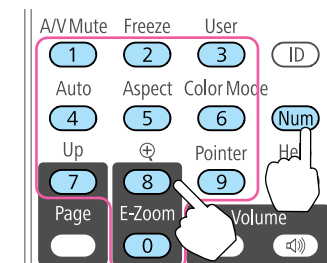 A/V Mute Freeze User
1 2 3 ID
Auto Aspect Color Mode
4 5 6 Num
Up Pointer
7 8 9
Page E-Zoom Volume
0